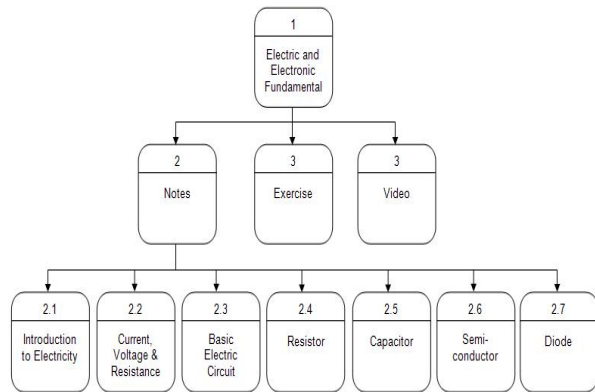 1
Electric and
Electronic
Fundamental
2
Notes
3
Exercise
3
Video
2.1
Introduction
to Electricity
2.2
Current,
Voltage &
Resistance
2.3
Basic
Electric
Circuit
2.4
Resistor
2.5
Capacitor
2.6
Semi-
conductor
2.7
Diode